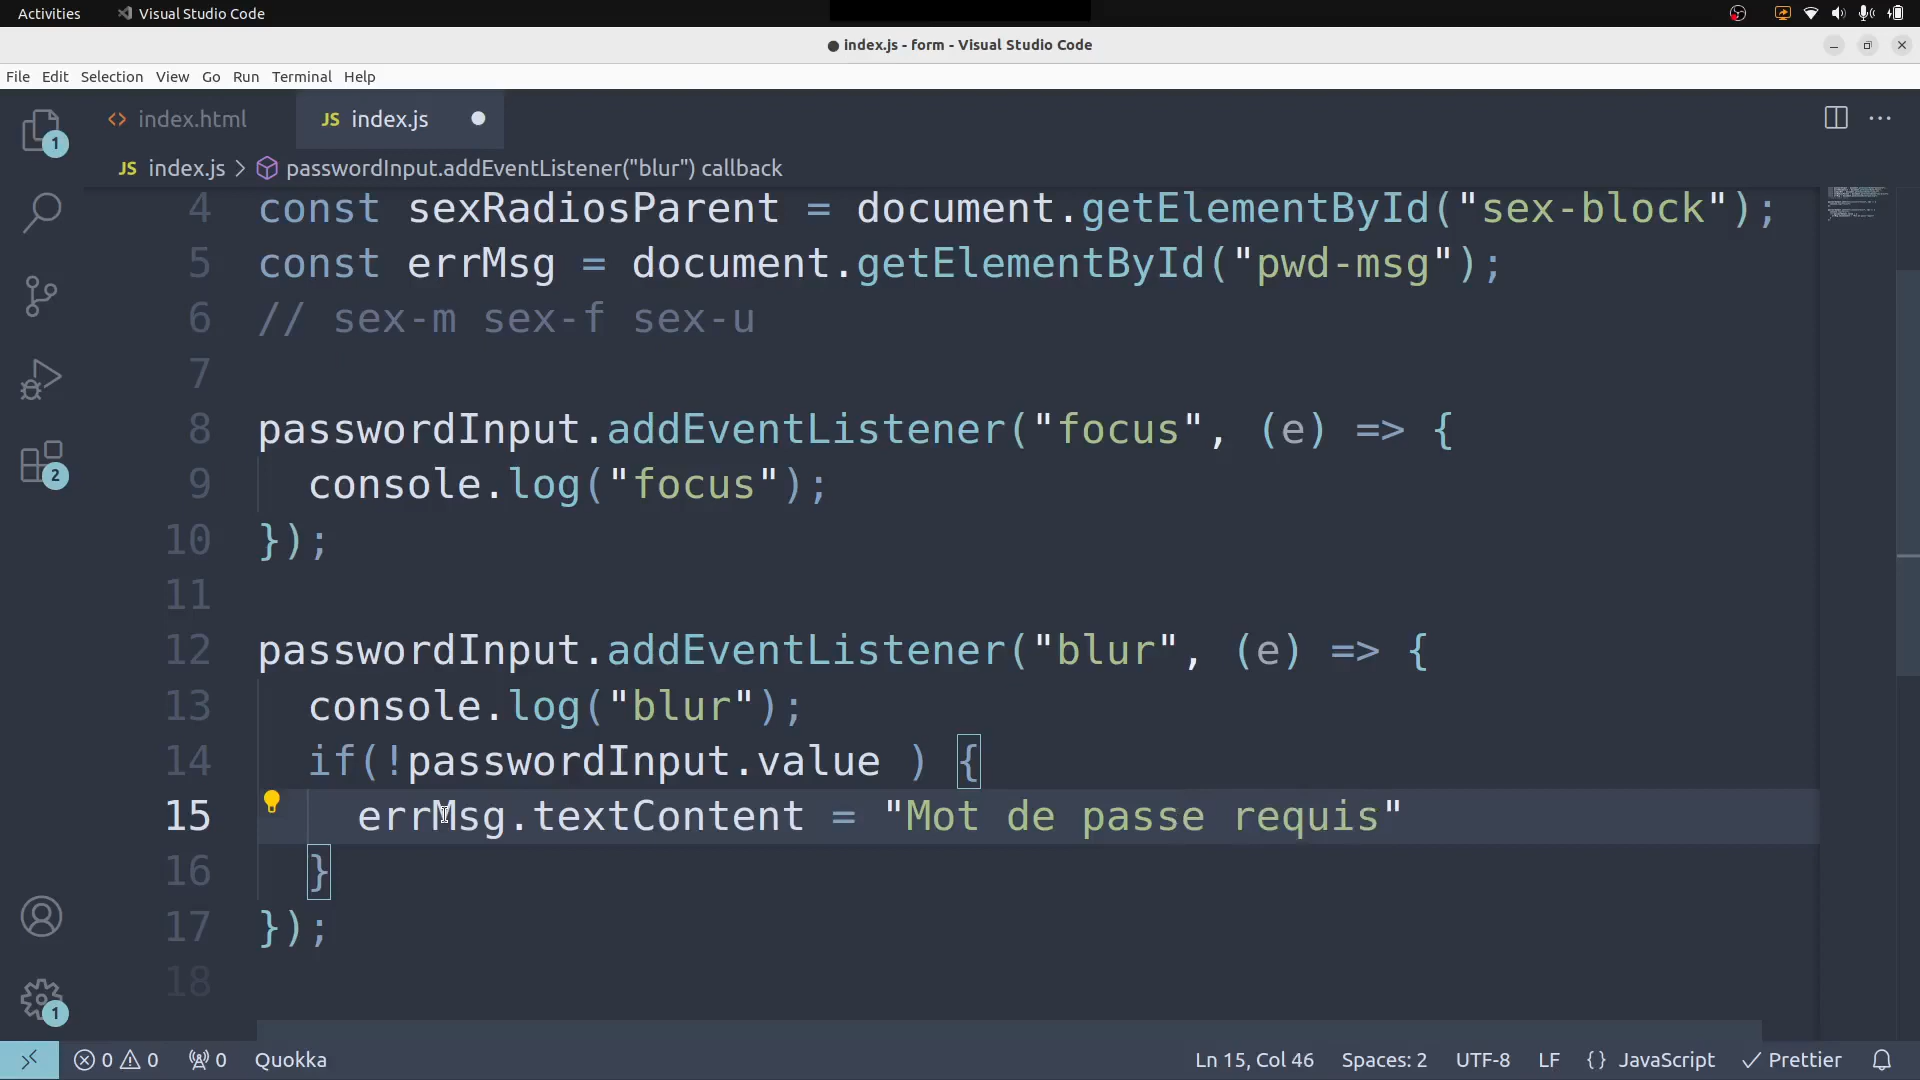 Activities Visual Studio Code
index.js - form - Visual Studio Code
File Edit Selection View Go Run Terminal Help
index.html JS index.js
JS index.js > passwordInput.addEventListener("blur") callback
4 const sexRadiosParent = document.getElementById("sex-block");
5 const errMsg = document.getElementById("pwd-msg");
6 // sex-m sex-f sex-u
7
8 passwordInput.addEventListener("focus", (e) => {
9 console.log("focus");
10 });
11
12 passwordInput.addEventListener("blur", (e) => {
13 console.log("blur");
14 if(!passwordInput.value ) {
15 errMsg.textContent = "Mot de passe requis"
16 }
17 });
18
1
2
1
0 0 0 Quokka Ln 15, Col 46 Spaces: 2 UTF-8 LF {} JavaScript Prettier